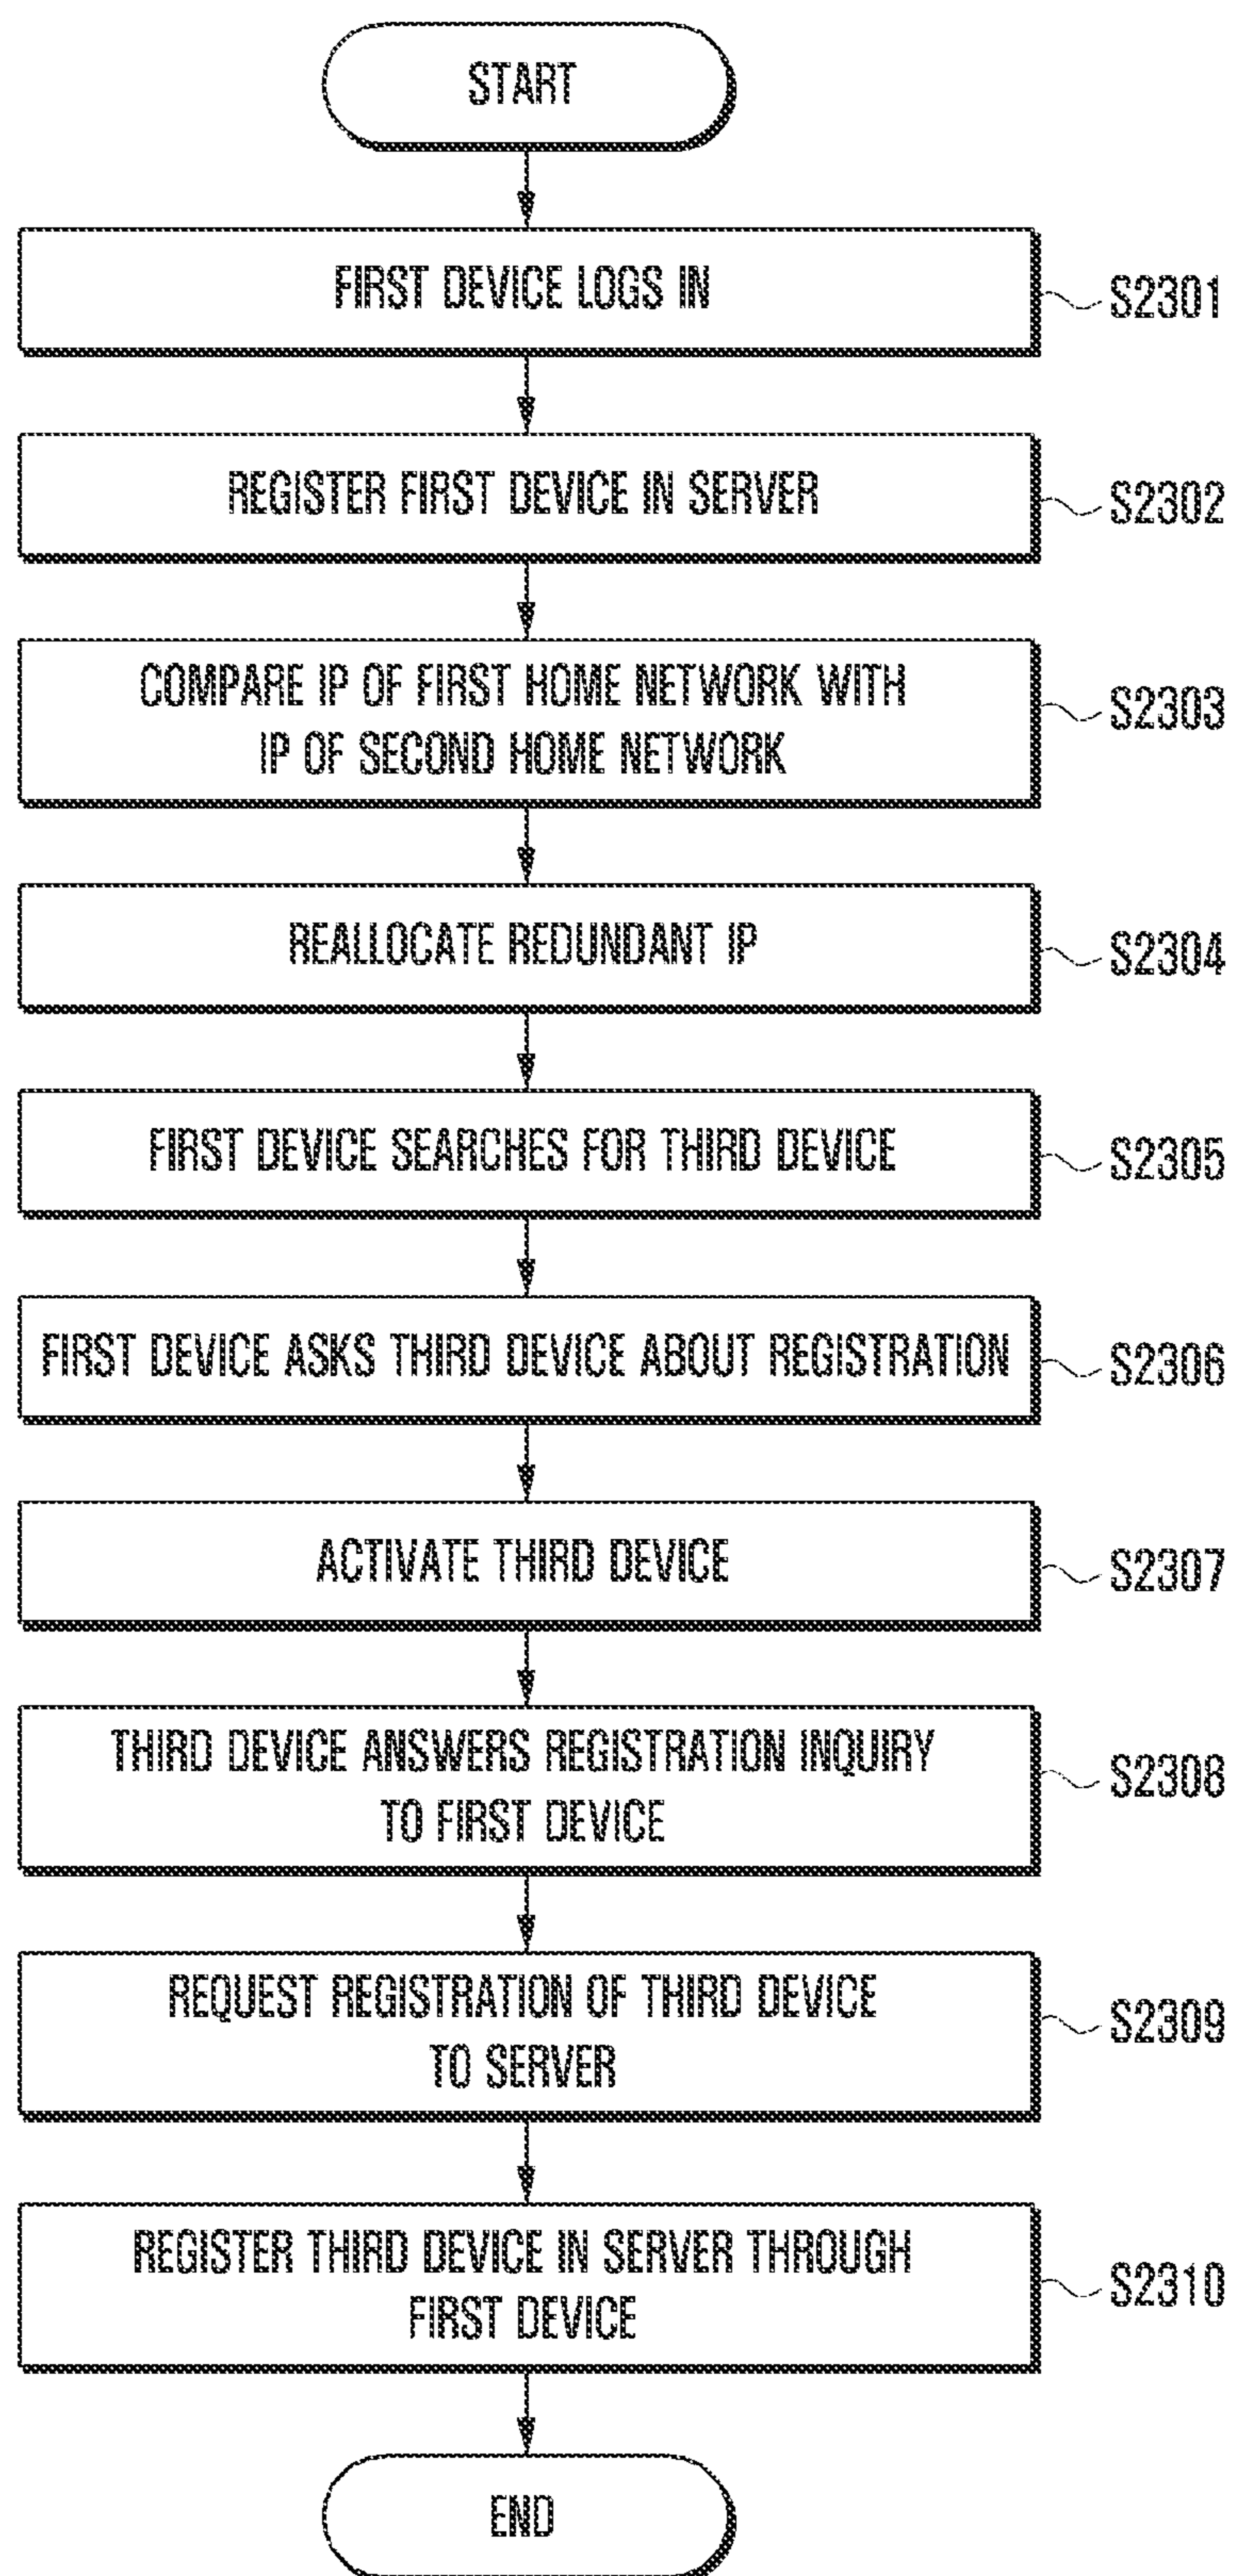 START
FIRST DEVICE LOGS IN
S2301
REGISTER FIRST DEVICE IN SERVER
S2302
COMPARE IP OF FIRST HOME NETWORK WITH
IP OF SECOND HOME NETWORK
S2303
REALLOCATE REDUNDANT IP
S2304
FIRST DEVICE SEARCHES FOR THIRD DEVICE
S2305
FIRST DEVICE ASKS THIRD DEVICE ABOUT REGISTRATION
S2306
ACTIVATE THIRD DEVICE
S2307
THIRD DEVICE ANSWERS REGISTRATION INQUIRY
TO FIRST DEVICE
S2308
REQUEST REGISTRATION OF THIRD DEVICE
TO SERVER
S2309
REGISTER THIRD DEVICE IN SERVER THROUGH
FIRST DEVICE
S2310
END